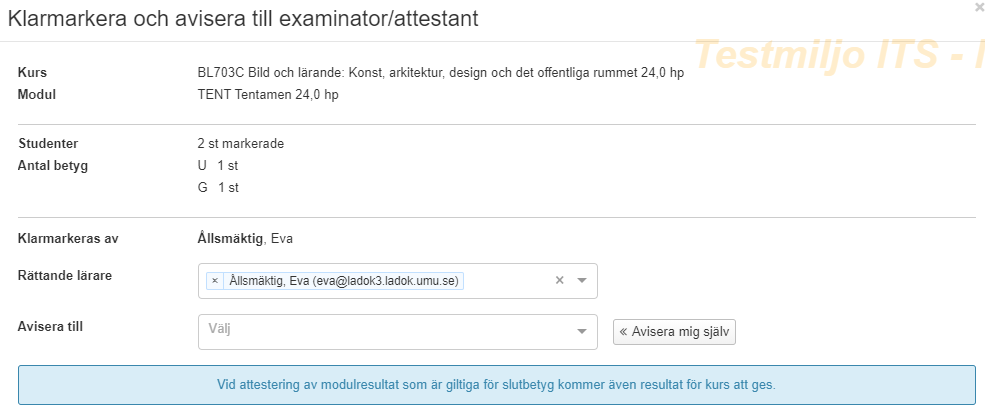 Klarmarkera och avisera till examinator/attestant
×
Testmiljo ITS - I
Kurs BL703C Bild och lärande: Konst, arkitektur, design och det offentliga rummet 24,0 hp
Modul TENT Tentamen 24,0 hp
Studenter 2 st markerade
Antal betyg U 1 st
G 1 st
Klarmarkeras av Ållsmäktig, Eva
Rättande lärare × Ållsmäktig, Eva (eva@ladok3.ladok.umu.se) ×
Avisera till Välj « Avisera mig själv
Vid attestering av modulresultat som är giltiga för slutbetyg kommer även resultat för kurs att ges.